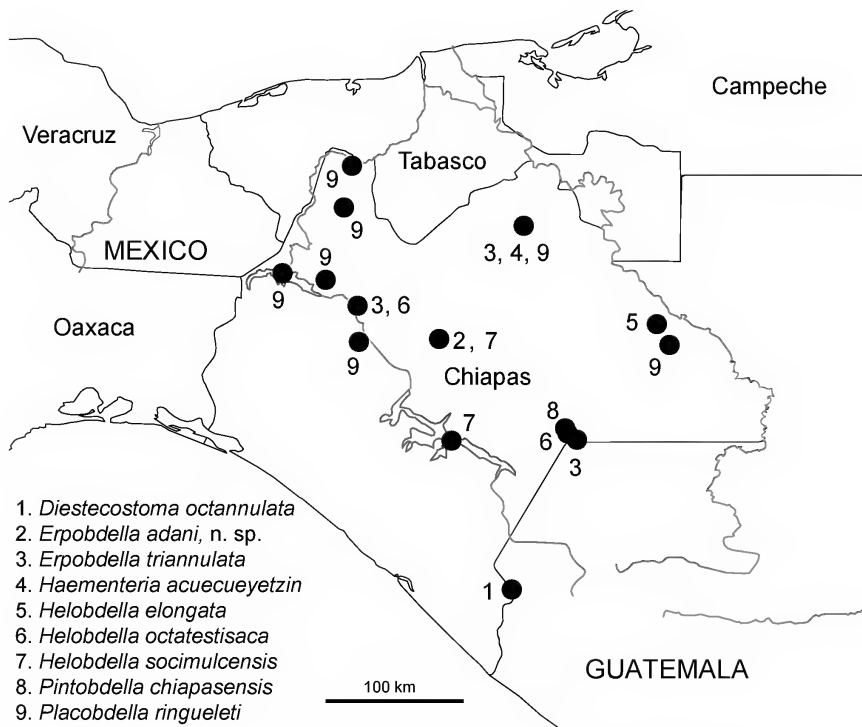 Campeche
Veracruz
Tabasco
9
9
MEXICO
3, 4, 9
9
9
3, 6
5
Oaxaca
2, 7
9
9
Chiapas
8
7
6
3
1. Diestecostoma octannulata
2. Erpobdella adani, n. sp.
3. Erpobdella triannulata
4. Haementeria acuecueyetzin
5. Helobdella elongata
6. Helobdella octatestisaca
7. Helobdella socimulcensis
8. Pintobdella chiapasensis
9. Placobdella ringueleti
1
GUATEMALA
100 km